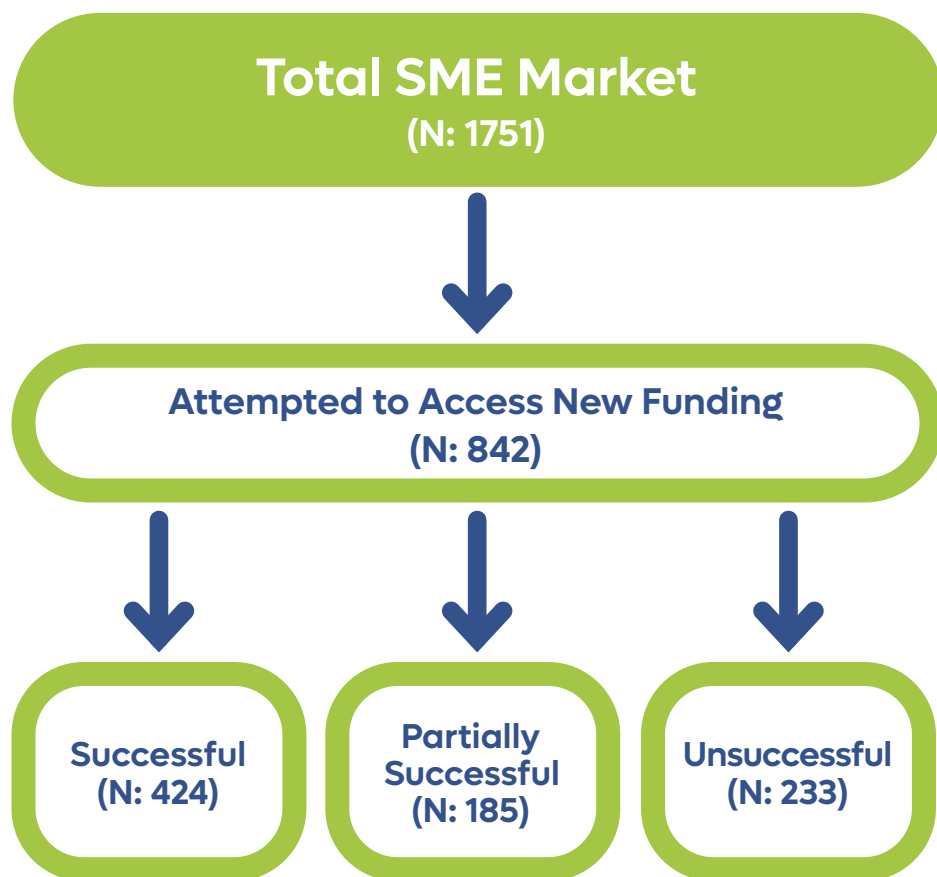 Total SME Market
(N: 1751)
Attempted to Access New Funding
(N: 842)
Successful
(N: 424)
Partially
Successful
(N: 185)
Unsuccessful
(N: 233)